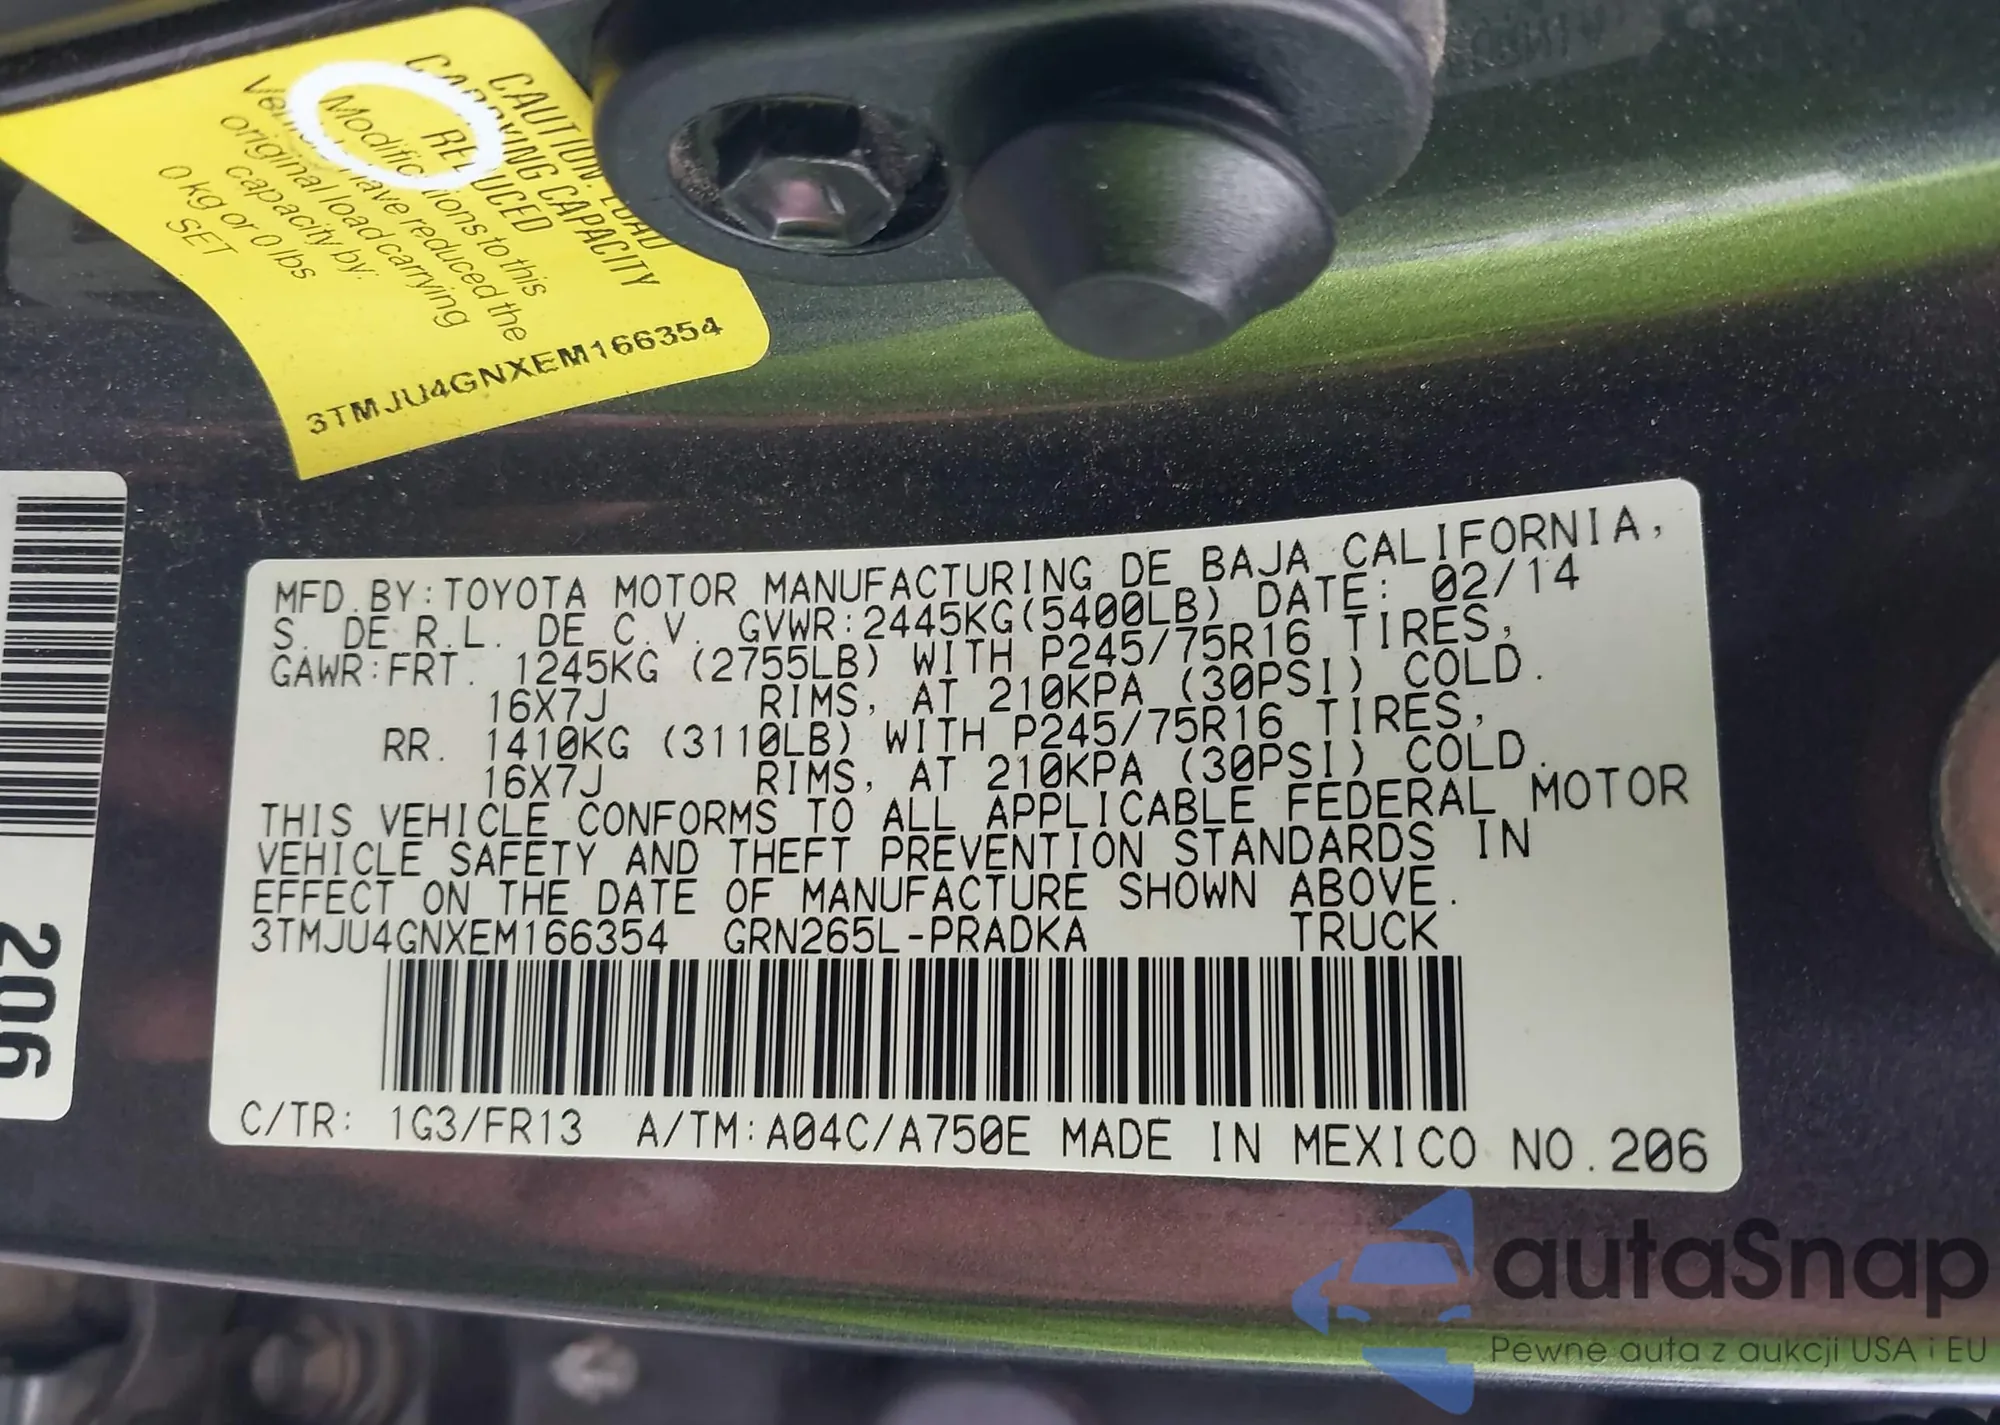 CAUTION: LOAD
CARRYING CAPACITY
REDUCED
Modifications to this
have reduced the
original load carrying
capacity by:
0 kg or 0 lbs
SET
3TMJU4GNXEM166354
206
MFD.BY:TOYOTA MOTOR MANUFACTURING DE BAJA CALIFORNIA,
S. DE R.L. DE C.V. GVWR:2445KG(5400LB) DATE: 02/14
GAWR:FRT. 1245KG (2755LB) WITH P245/75R16 TIRES,
16X7J RIMS, AT 210KPA (30PSI) COLD.
RR. 1410KG (3110LB) WITH P245/75R16 TIRES,
16X7J RIMS, AT 210KPA (30PSI) COLD.
THIS VEHICLE CONFORMS TO ALL APPLICABLE FEDERAL MOTOR
VEHICLE SAFETY AND THEFT PREVENTION STANDARDS IN
EFFECT ON THE DATE OF MANUFACTURE SHOWN ABOVE.
3TMJU4GNXEM166354 GRN265L-PRADKA TRUCK
C/TR: 1G3/FR13 A/TM:A04C/A750E MADE IN MEXICO NO.206
autaSnap
Pewne auta z aukcji USA i EU